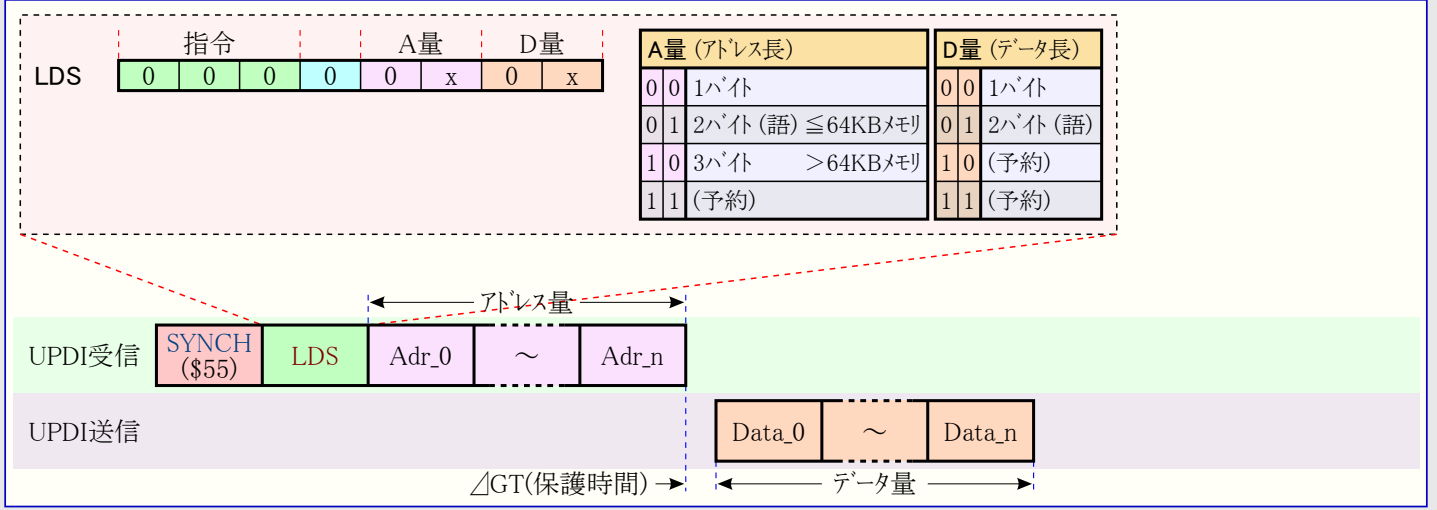 指令 A量 D量
LDS 0 0 0 0 0 x 0 x
A量 (アドレス長)
0 0 1バイト
0 1 2バイト (語) ≦64KBメモリ
1 0 3バイト >64KBメモリ
1 1 (予約)
D量 (データ長)
0 0 1バイト
0 1 2バイト (語)
1 0 (予約)
1 1 (予約)
アドレス量
UPDI受信 SYNCH ($55) LDS Adr_0 ～ Adr_n
UPDI送信 Data_0 ～ Data_n
⊿GT(保護時間) データ量